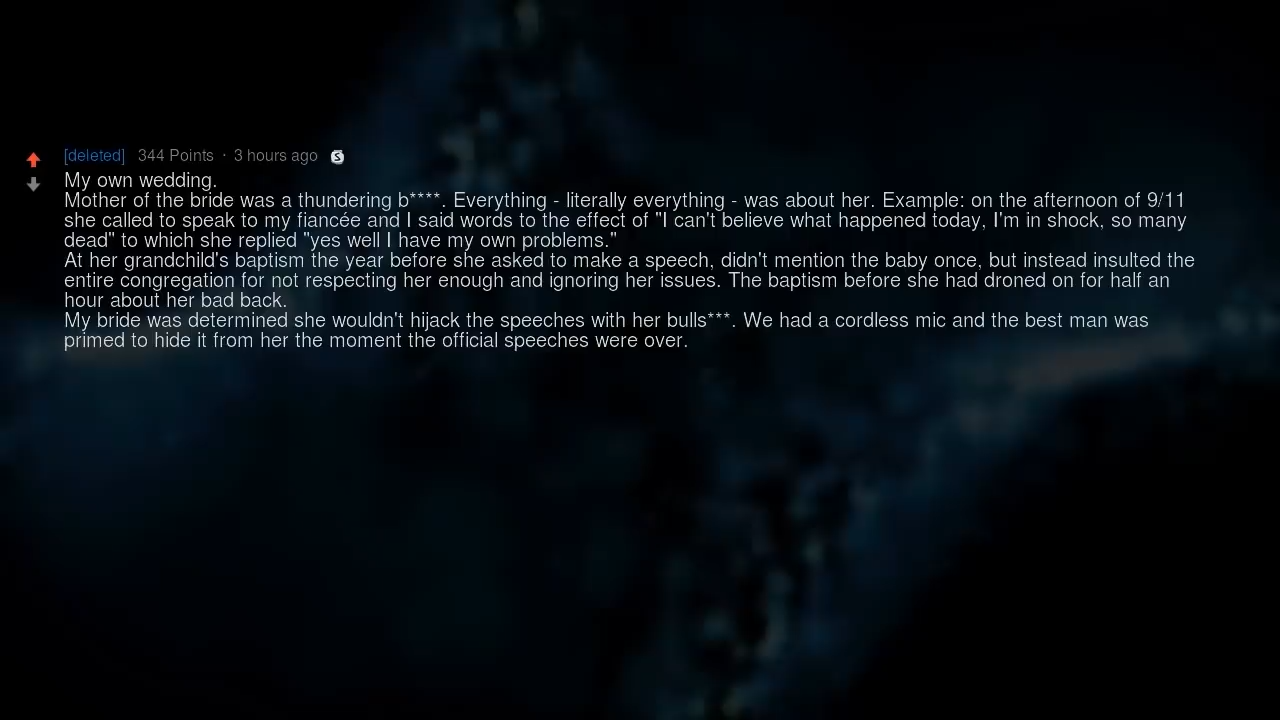 [deleted] 344 Points · 3 hours ago S
My own wedding.
Mother of the bride was a thundering b****. Everything - literally everything - was about her. Example: on the afternoon of 9/11
she called to speak to my fiancée and I said words to the effect of "I can't believe what happened today, I'm in shock, so many
dead" to which she replied "yes well I have my own problems."
At her grandchild's baptism the year before she asked to make a speech, didn't mention the baby once, but instead insulted the
entire congregation for not respecting her enough and ignoring her issues. The baptism before she had droned on for half an
hour about her bad back.
My bride was determined she wouldn't hijack the speeches with her bulls***. We had a cordless mic and the best man was
primed to hide it from her the moment the official speeches were over.